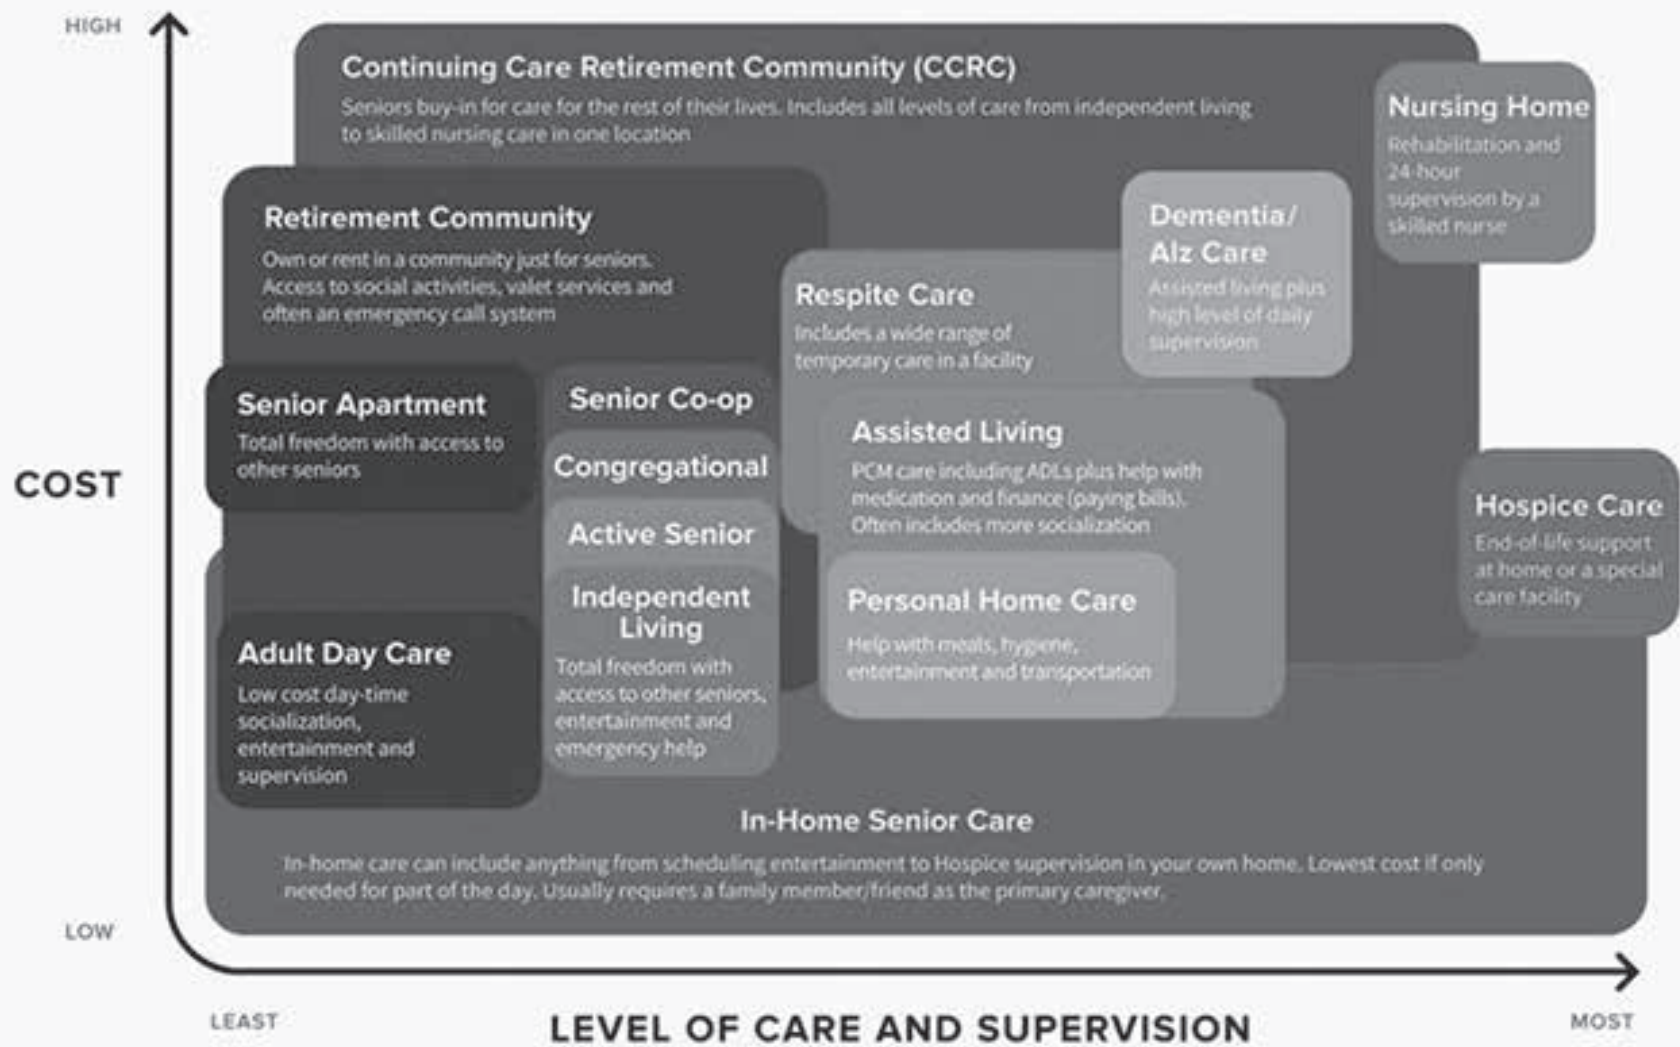 HIGH
Continuing Care Retirement Community (CCRC)
Seniors buy-in for care for the rest of their lives. Includes all levels of care from independent living
to skilled nursing care in one location
Nursing Home
Rehabilitation and
24-hour
supervision by a
skilled nurse
Retirement Community
Own or rent in a community just for seniors.
Access to social activities, valet services and
often an emergency call system
Dementia/
Alz Care
Assisted living plus
high level of daily
supervision
Respite Care
Includes a wide range of
temporary care in a facility
Senior Apartment
Total freedom with access to
other seniors
Senior Co-op
Congregational
Active Senior
Independent
Living
Total freedom with
access to other seniors,
entertainment and
emergency help
Assisted Living
PCM care including ADLs plus help with
medication and finance (paying bills).
Often includes more socialization
COST
Hospice Care
End-of-life support
at home or a special
care facility
Personal Home Care
Help with meals, hygiene,
entertainment and transportation
Adult Day Care
Low cost day-time
socialization,
entertainment and
supervision
In-Home Senior Care
In-home care can include anything from scheduling entertainment to Hospice supervision in your own home. Lowest cost if only
needed for part of the day. Usually requires a family member/friend as the primary caregiver.
LOW
LEAST
LEVEL OF CARE AND SUPERVISION
MOST